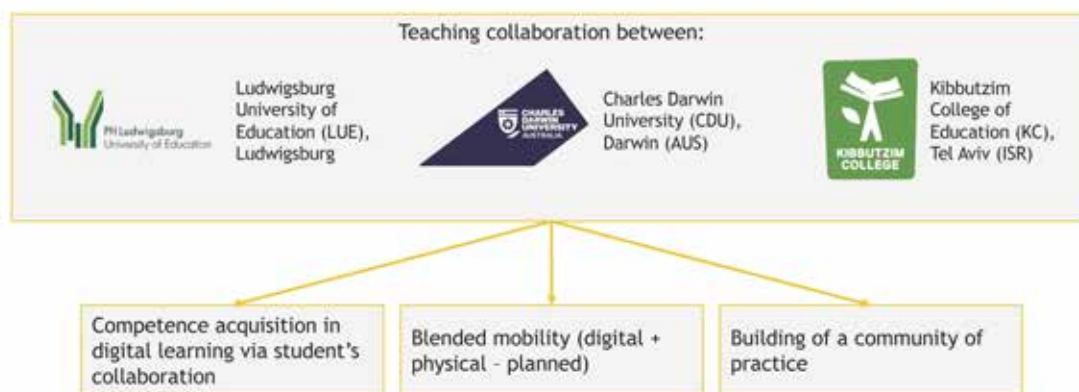 Teaching collaboration between:
PH Ludwigsburg
University of Education
Ludwigsburg
University of
Education (LUE),
Ludwigsburg
CHARLES
DARWIN
UNIVERSITY
AUSTRALIA
Charles Darwin
University (CDU),
Darwin (AUS)
KIBBUTZIM
COLLEGE
Kibbutzim
College of
Education (KC),
Tel Aviv (ISR)
Competence acquisition in
digital learning via student's
collaboration
Blended mobility (digital +
physical – planned)
Building of a community of
practice